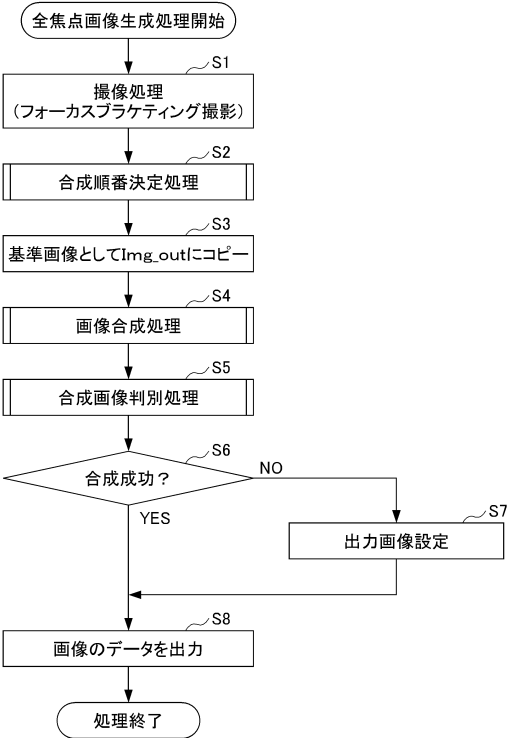 全焦点画像生成処理開始
S1
撮像処理
(フォーカスブラケティング撮影)
S2
合成順番決定処理
S3
基準画像としてImg_outにコピー
S4
画像合成処理
S5
合成画像判別処理
S6
合成成功?
NO
YES
S7
出力画像設定
S8
画像のデータを出力
処理終了